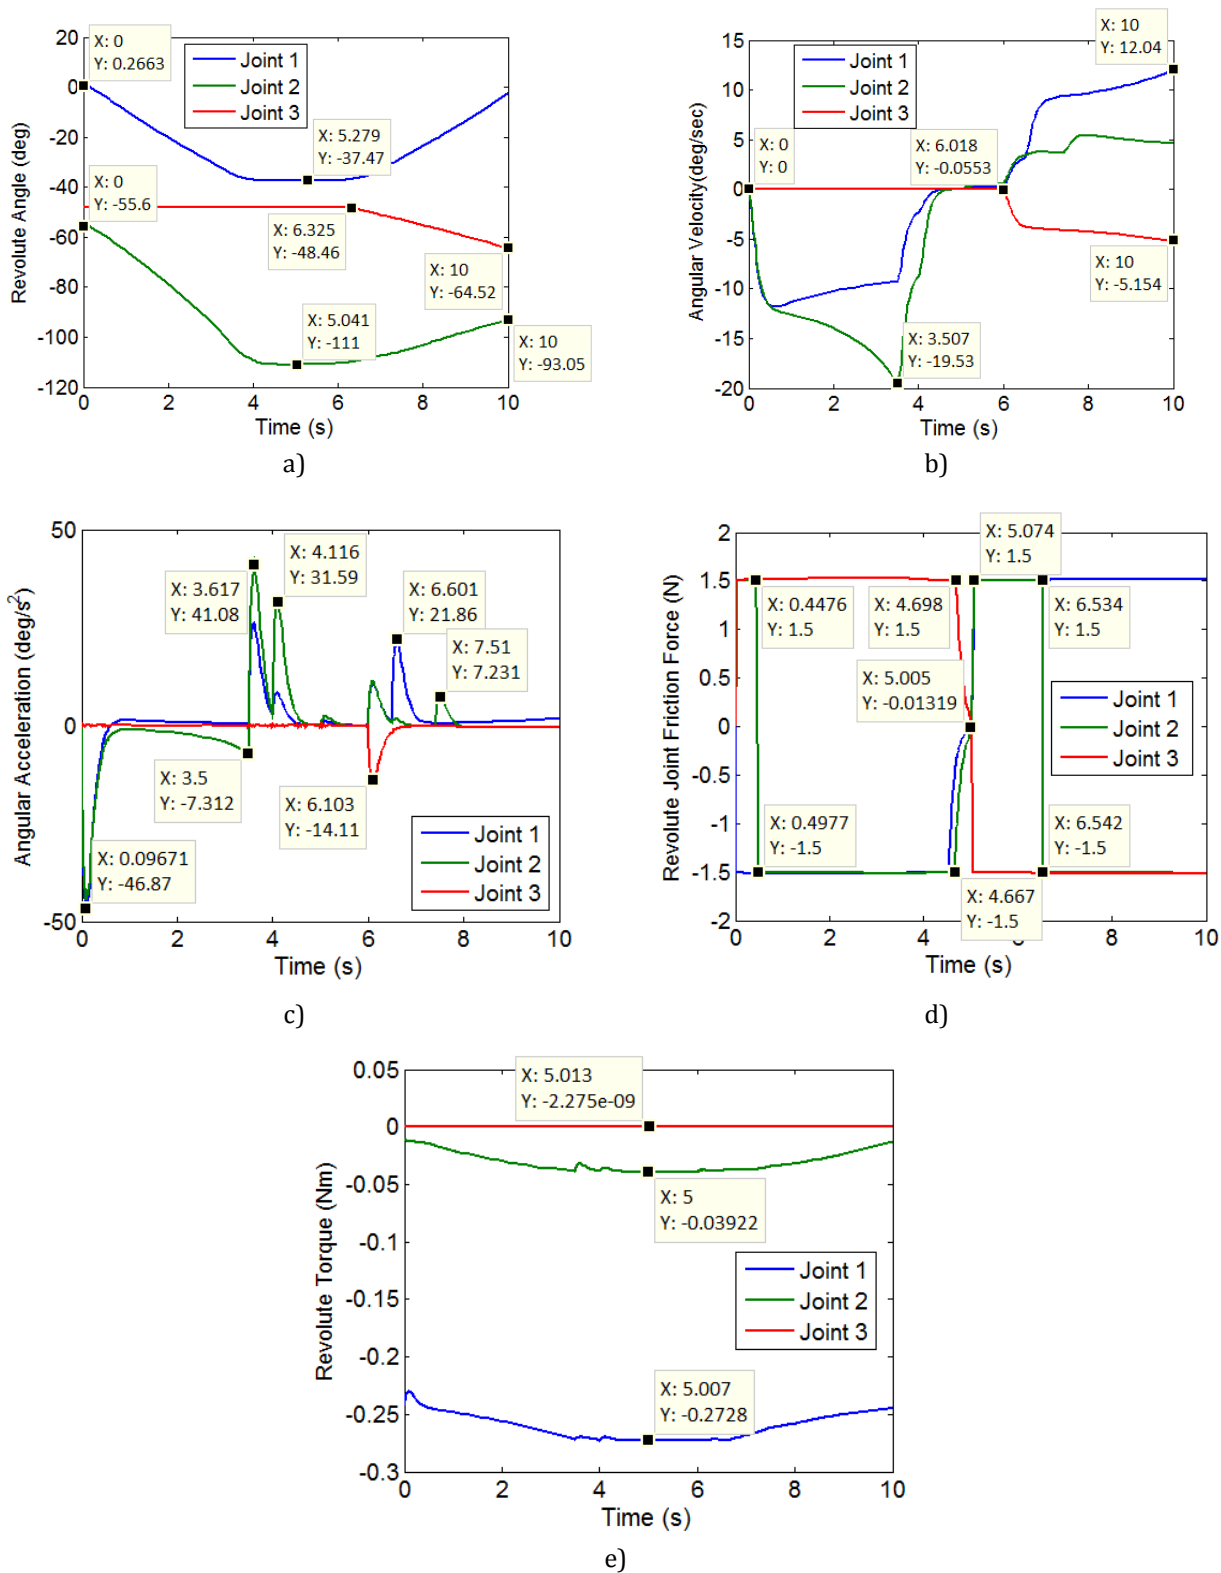 20
0
-20
-40
-60
-80
-100
-120
0
2
4
6
8
10
Revolute Angle (deg)
Time (s)
X: 0
Y: 0.2663
Joint 1
Joint 2
Joint 3
X: 5.279
Y: -37.47
X: 0
Y: -55.6
X: 6.325
Y: -48.46
X: 10
Y: -64.52
X: 5.041
Y: -111
X: 10
Y: -93.05
a)
15
10
5
0
-5
-10
-15
-20
0
2
4
6
8
10
Angular Velocity(deg/sec)
Time (s)
X: 10
Y: 12.04
Joint 1
Joint 2
Joint 3
X: 0
Y: 0
X: 6.018
Y: -0.0553
X: 10
Y: -5.154
X: 3.507
Y: -19.53
b)
50
0
-50
0
2
4
6
8
10
Angular Acceleration (deg/s2)
Time (s)
X: 3.617
Y: 41.08
X: 4.116
Y: 31.59
X: 6.601
Y: 21.86
X: 7.51
Y: 7.231
X: 3.5
Y: -7.312
X: 6.103
Y: -14.11
X: 0.09671
Y: -46.87
Joint 1
Joint 2
Joint 3
c)
2
1.5
1
0.5
0
-0.5
-1
-1.5
-2
0
2
4
6
8
10
Revolute Joint Friction Force (N)
Time (s)
X: 5.074
Y: 1.5
X: 0.4476
Y: 1.5
X: 4.698
Y: 1.5
X: 6.534
Y: 1.5
X: 5.005
Y: -0.01319
Joint 1
Joint 2
Joint 3
X: 0.4977
Y: -1.5
X: 6.542
Y: -1.5
X: 4.667
Y: -1.5
d)
0.05
0
-0.05
-0.1
-0.15
-0.2
-0.25
-0.3
0
2
4
6
8
10
Revolute Torque (Nm)
Time (s)
X: 5.013
Y: -2.275e-09
X: 5
Y: -0.03922
Joint 1
Joint 2
Joint 3
X: 5.007
Y: -0.2728
e)